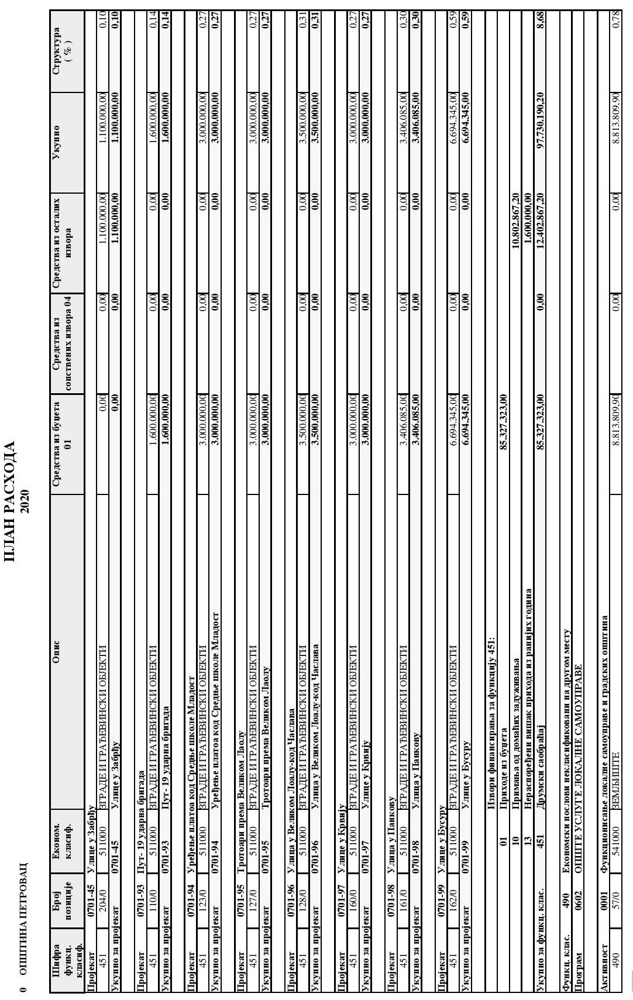 ПЛАН РАСХОДА
2020
0 ОПШТИНА ПЕТРОВАЦ
Шифра функц. класиф. Број позиције Економ. класиф. Опис Средства из буџета 01 Средства из сопствених извора 04 Средства из осталих извора Укупно Структура ( % )
Пројекат 0701-45 Улице у Забрђу
451 204/0 511000 ЗГРАДЕ И ГРАЂЕВИНСКИ ОБЈЕКТИ 0,00 0,00 1.100.000,00 1.100.000,00 0,10
Укупно за пројекат 0701-45 Улице у Забрђу 0,00 0,00 1.100.000,00 1.100.000,00 0,10
Пројекат 0701-93 Пут- 19 ударна бригада
451 110/0 511000 ЗГРАДЕ И ГРАЂЕВИНСКИ ОБЈЕКТИ 1.600.000,00 0,00 0,00 1.600.000,00 0,14
Укупно за пројекат 0701-93 Пут- 19 ударна бригада 1.600.000,00 0,00 0,00 1.600.000,00 0,14
Пројекат 0701-94 Уређење платоа код Средње школе Младост
451 123/0 511000 ЗГРАДЕ И ГРАЂЕВИНСКИ ОБЈЕКТИ 3.000.000,00 0,00 0,00 3.000.000,00 0,27
Укупно за пројекат 0701-94 Уређење платоа код Средње школе Младост 3.000.000,00 0,00 0,00 3.000.000,00 0,27
Пројекат 0701-95 Тротоари према Великом Лаолу
451 127/0 511000 ЗГРАДЕ И ГРАЂЕВИНСКИ ОБЈЕКТИ 3.000.000,00 0,00 0,00 3.000.000,00 0,27
Укупно за пројекат 0701-95 Тротоари према Великом Лаолу 3.000.000,00 0,00 0,00 3.000.000,00 0,27
Пројекат 0701-96 Улица у Великом Лоалу-код Часлава
451 128/0 511000 ЗГРАДЕ И ГРАЂЕВИНСКИ ОБЈЕКТИ 3.500.000,00 0,00 0,00 3.500.000,00 0,31
Укупно за пројекат 0701-96 Улица у Великом Лоалу-код Часлава 3.500.000,00 0,00 0,00 3.500.000,00 0,31
Пројекат 0701-97 Улице у Крвију
451 160/0 511000 ЗГРАДЕ И ГРАЂЕВИНСКИ ОБЈЕКТИ 3.000.000,00 0,00 0,00 3.000.000,00 0,27
Укупно за пројекат 0701-97 Улице у Крвију 3.000.000,00 0,00 0,00 3.000.000,00 0,27
Пројекат 0701-98 Улица у Панкову
451 161/0 511000 ЗГРАДЕ И ГРАЂЕВИНСКИ ОБЈЕКТИ 3.406.085,00 0,00 0,00 3.406.085,00 0,30
Укупно за пројекат 0701-98 Улица у Панкову 3.406.085,00 0,00 0,00 3.406.085,00 0,30
Пројекат 0701-99 Улице у Бусуру
451 162/0 511000 ЗГРАДЕ И ГРАЂЕВИНСКИ ОБЈЕКТИ 6.694.345,00 0,00 0,00 6.694.345,00 0,59
Укупно за пројекат 0701-99 Улице у Бусуру 6.694.345,00 0,00 0,00 6.694.345,00 0,59
Извори финансирања за функцију 451:
01 Приходе из буџета 85.327.323,00
10 Примања од домаћих задуживања 10.802.867,20
13 Нераспоређени вишак прихода из ранијих година 1.600.000,00
Укупно за функц. клас. 451 Друмски саобраћај 85.327.323,00 0,00 12.402.867,20 97.730.190,20 8,68
Функц. клас. 490 Економски послови некласификовани на другом месту
Програм 0602 ОПШТЕ УСЛУГЕ ЛОКАЛНЕ САМОУПРАВЕ
Активност 0001 Функционисање локалне самоуправе и градских општина
490 57/0 541000 ЗЕМЉИШТЕ 8.813.809,90 0,00 0,00 8.813.809,90 0,78